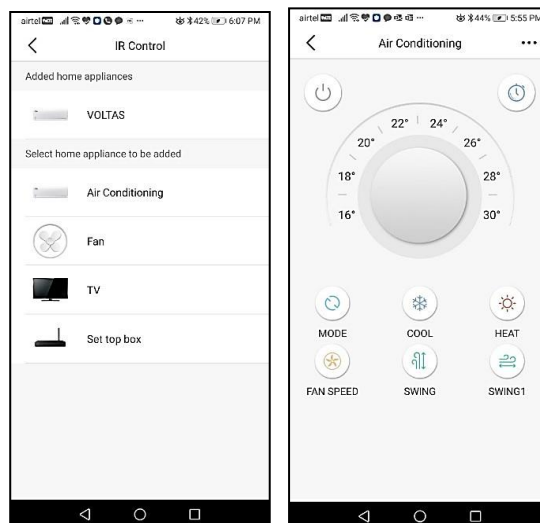 airtel 42% 6:07 PM
IR Control
Added home appliances
VOLTAS
Select home appliance to be added
Air Conditioning
Fan
TV
Set top box
airtel 44% 5:55 PM
Air Conditioning
22° 24°
20° 26°
18° 28°
16° 30°
MODE COOL HEAT
FAN SPEED SWING SWING1